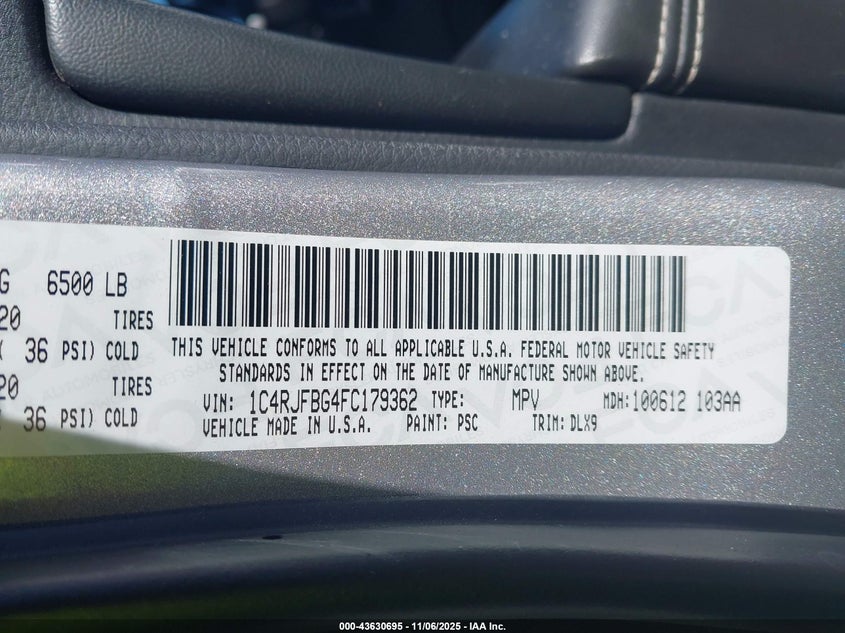 G 6500 LB
20 TIRES
( 36 PSI) COLD
20 TIRES
36 PSI) COLD
THIS VEHICLE CONFORMS TO ALL APPLICABLE U.S.A. FEDERAL MOTOR VEHICLE SAFETY
STANDARDS IN EFFECT ON THE DATE OF MANUFACTURE SHOWN ABOVE.
VIN: 1C4RJFBG4FC179362 TYPE: MPV MDH:100612 103AA
VEHICLE MADE IN U.S.A. PAINT: PSC TRIM:DLX9
000-43630695 - 11/06/2025 - IAA Inc.